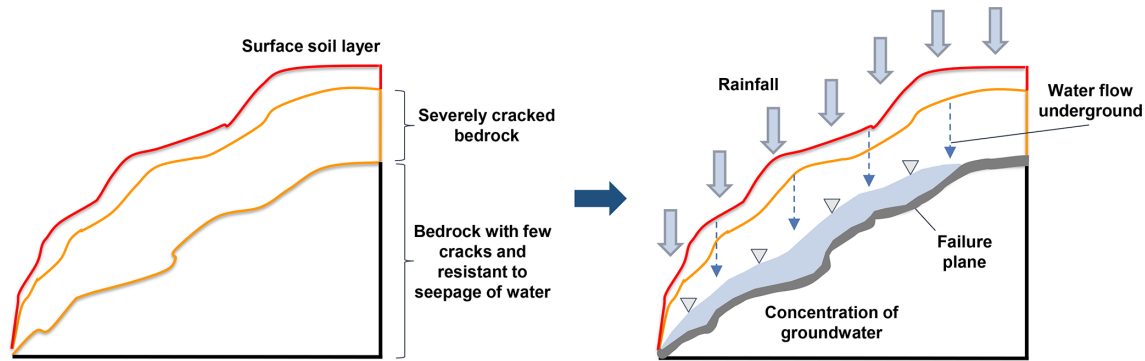 Surface soil layer
Severely cracked
bedrock
Bedrock with few
cracks and
resistant to
seepage of water
Rainfall
Water flow
underground
Failure
plane
Concentration of
groundwater